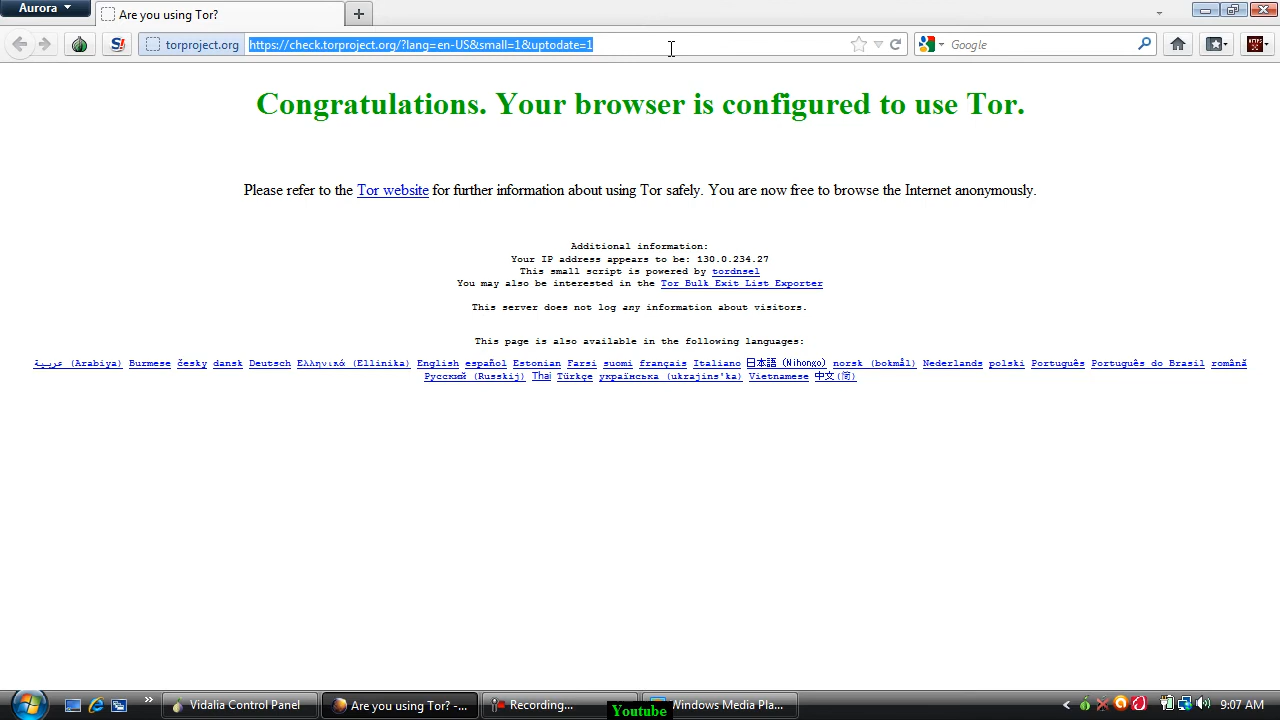 Aurora
Are you using Tor?
torproject.org
https://check.torproject.org/?lang=en-US&small=1&uptodate=1
Google
Congratulations. Your browser is configured to use Tor.
Please refer to the Tor website for further information about using Tor safely. You are now free to browse the Internet anonymously.
Additional information:
Your IP address appears to be: 130.0.234.27
This small script is powered by tordnsel
You may also be interested in the Tor Bulk Exit List Exporter
This server does not log any information about visitors.
This page is also available in the following languages:
عربية (Arabiya) Burmese česky dansk Deutsch Ελληνικά (Ellinika) English español Estonian Farsi suomi français Italiano 日本語 (Nihongo) norsk (bokmål) Nederlands polski Português Português do Brasil română
Русский (Russkij) Thai Türkçe українська (ukrajins'ka) Vietnamese 中文(简)
Vidalia Control Panel
Are you using Tor? -...
Recording...
Windows Media Pla...
9:07 AM
Youtube